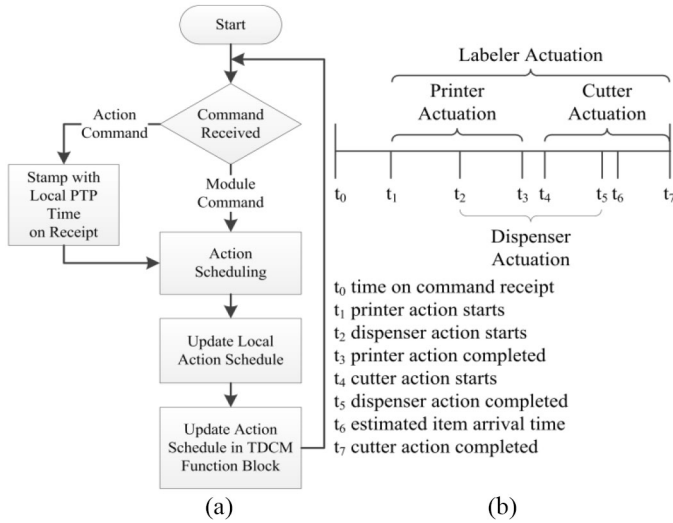 Start
Action
Command
Command
Received
Stamp with
Local PTP
Time
on Receipt
Module
Command
Action
Scheduling
Update Local
Action Schedule
Update Action
Schedule in TDCM
Function Block
(a)
Labeler Actuation
Printer
Actuation
Cutter
Actuation
t₀ t₁ t₂ t₃ t₄ t₅ t₆ t₇
Dispenser
Actuation
t₀ time on command receipt
t₁ printer action starts
t₂ dispenser action starts
t₃ printer action completed
t₄ cutter action starts
t₅ dispenser action completed
t₆ estimated item arrival time
t₇ cutter action completed
(b)